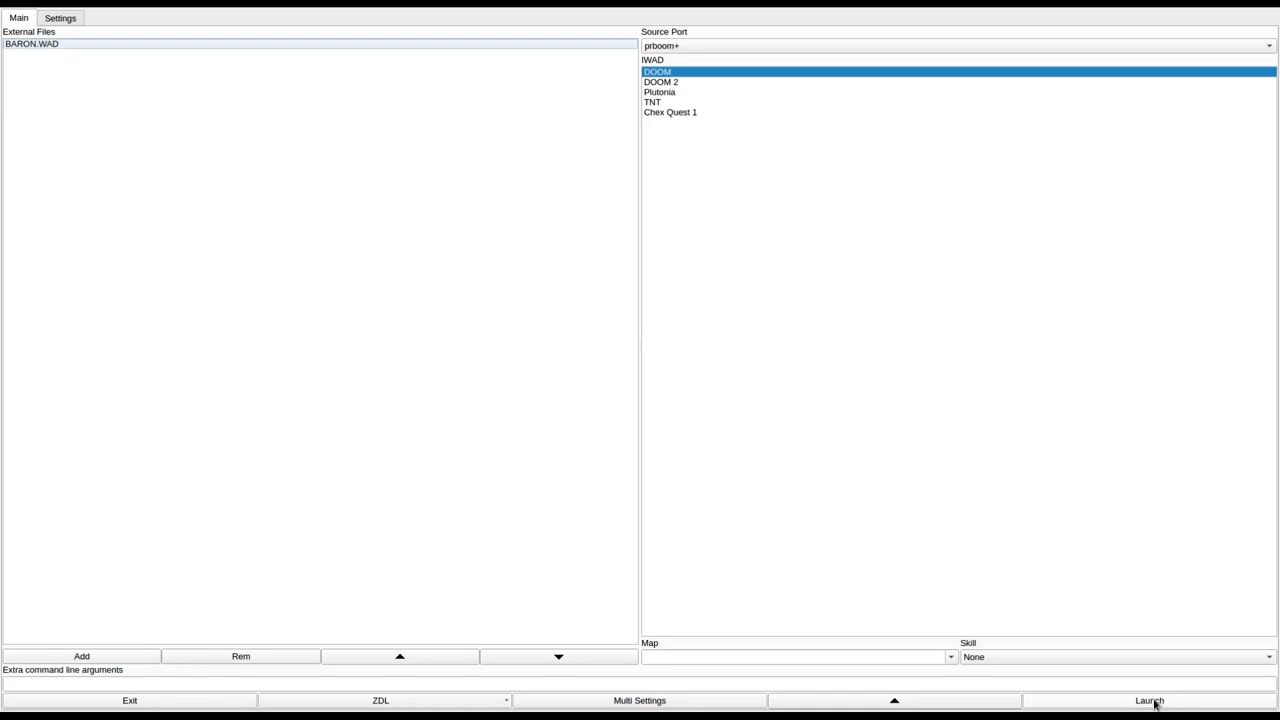 Main Settings
External Files
BARON.WAD
Source Port
prboom+
IWAD
DOOM
DOOM 2
Plutonia
TNT
Chex Quest 1
Add Rem
Map Skill
None
Extra command line arguments
Exit ZDL Multi Settings Launch